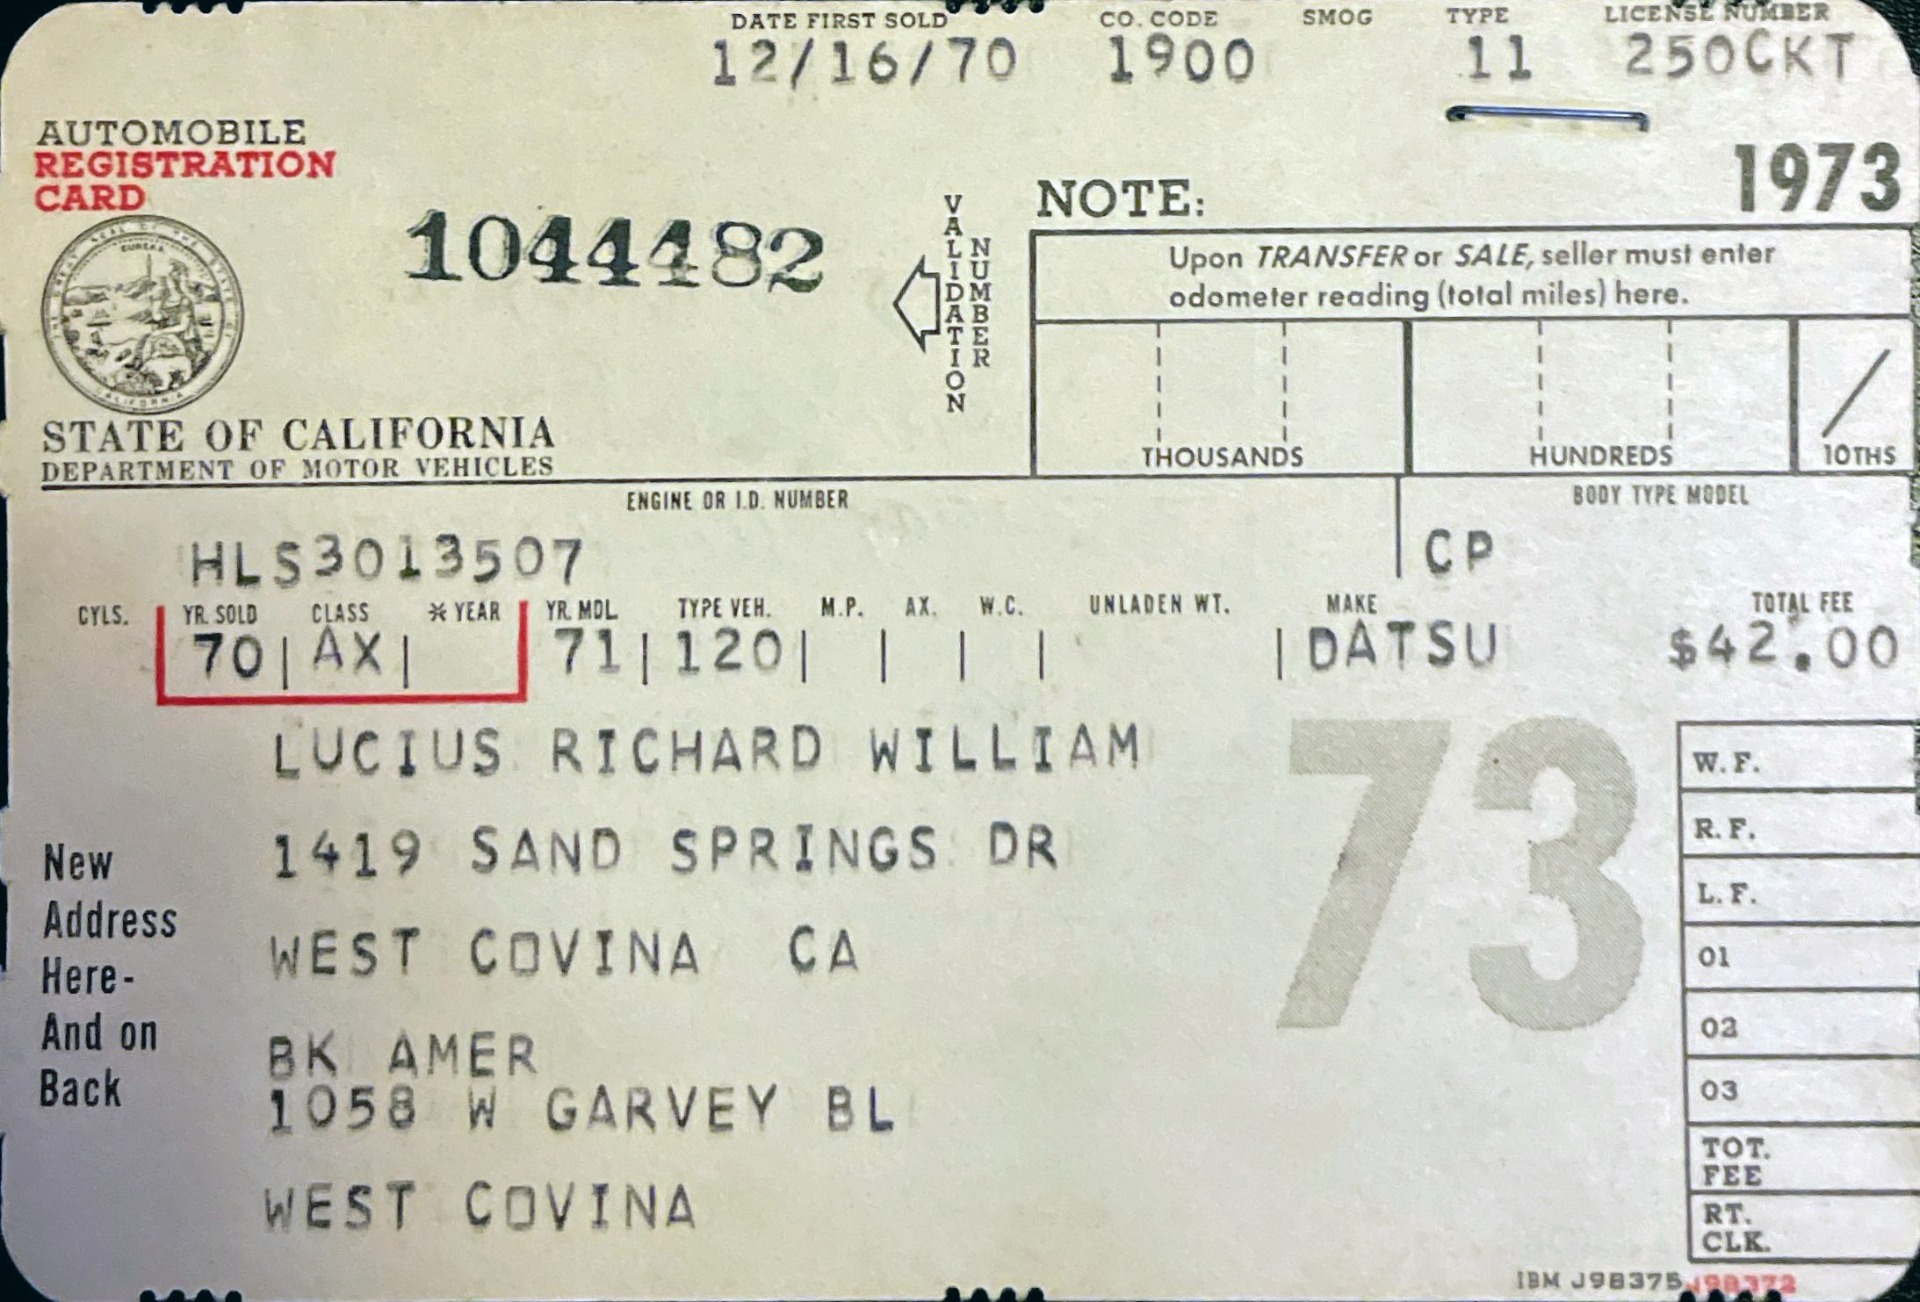 DATE FIRST SOLD CO. CODE SMOG TYPE LICENSE NUMBER
12/16/70 1900 11 250CKT
AUTOMOBILE
REGISTRATION
CARD
1973
1044482
VALIDATION
NUMBER
NOTE:
Upon TRANSFER or SALE, seller must enter
odometer reading (total miles) here.
THOUSANDS HUNDREDS 10THS
EUREKA
CALIFORNIA
STATE OF CALIFORNIA
DEPARTMENT OF MOTOR VEHICLES
ENGINE OR I.D. NUMBER BODY TYPE MODEL
HLS3013507 CP
CYLS. YR. SOLD CLASS * YEAR YR. MDL. TYPE VEH. M.P. AX. W.C. UNLADEN WT. MAKE TOTAL FEE
70 | AX | 71 | 120 | | | | | DATSU $42.00
LUCIUS RICHARD WILLIAM
1419 SAND SPRINGS DR
WEST COVINA CA
BK AMER
1058 W GARVEY BL
WEST COVINA
New
Address
Here-
And on
Back
73
W. F.
R. F.
L. F.
01
02
03
TOT.
FEE
RT.
CLK.
IBM J98375 J98372